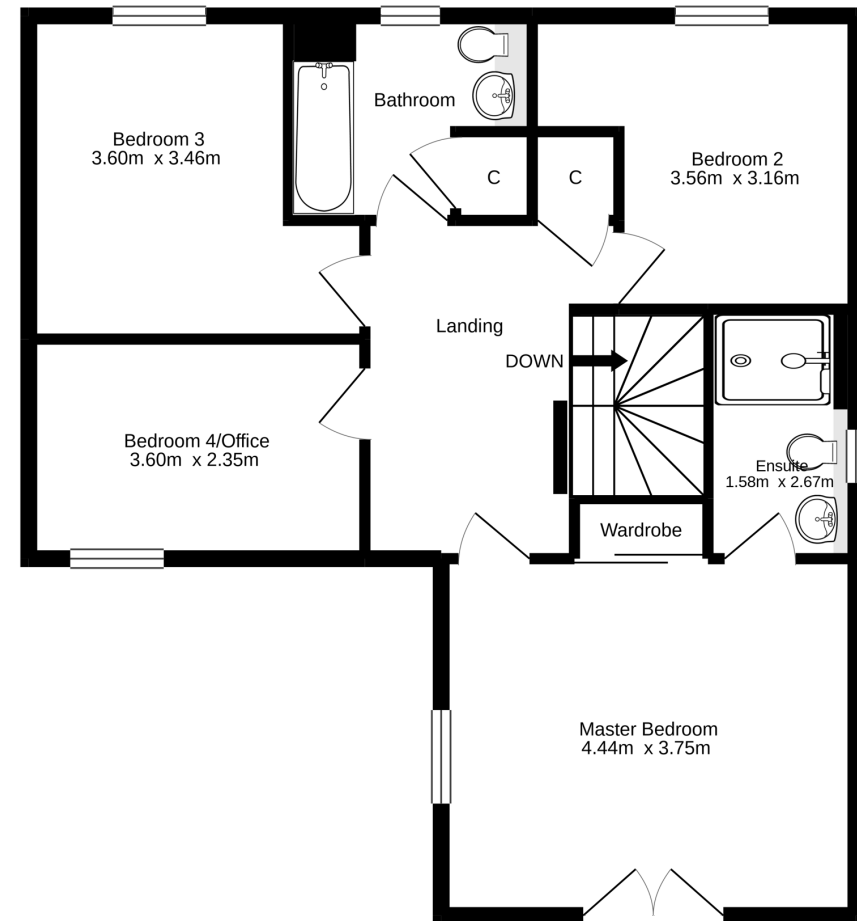 Bathroom
Bedroom 3
3.60m x 3.46m
Bedroom 2
3.56m x 3.16m
C
C
Landing
DOWN
Bedroom 4/Office
3.60m x 2.35m
Ensuite
1.58m x 2.67m
Wardrobe
Master Bedroom
4.44m x 3.75m